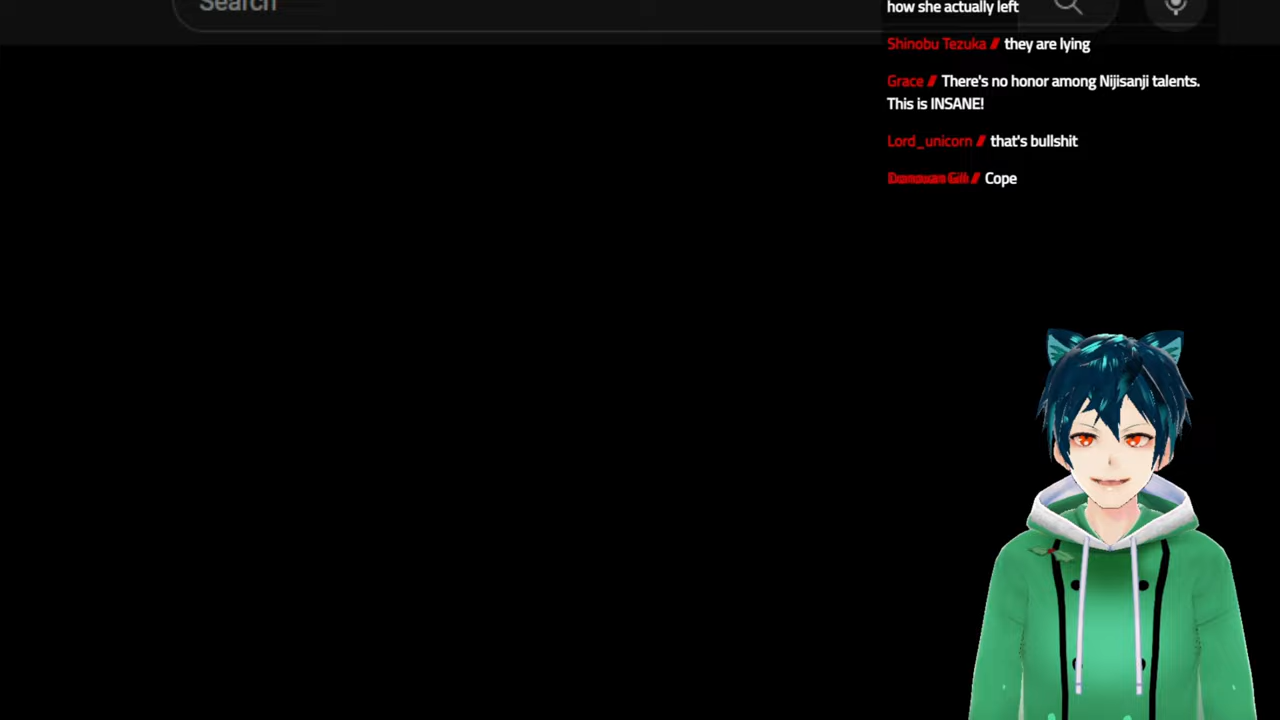 Search
how she actually left
Shinobu Tezuka // they are lying
Grace // There's no honor among Nijisanji talents.
This is INSANE!
Lord_unicorn // that's bullshit
// Cope